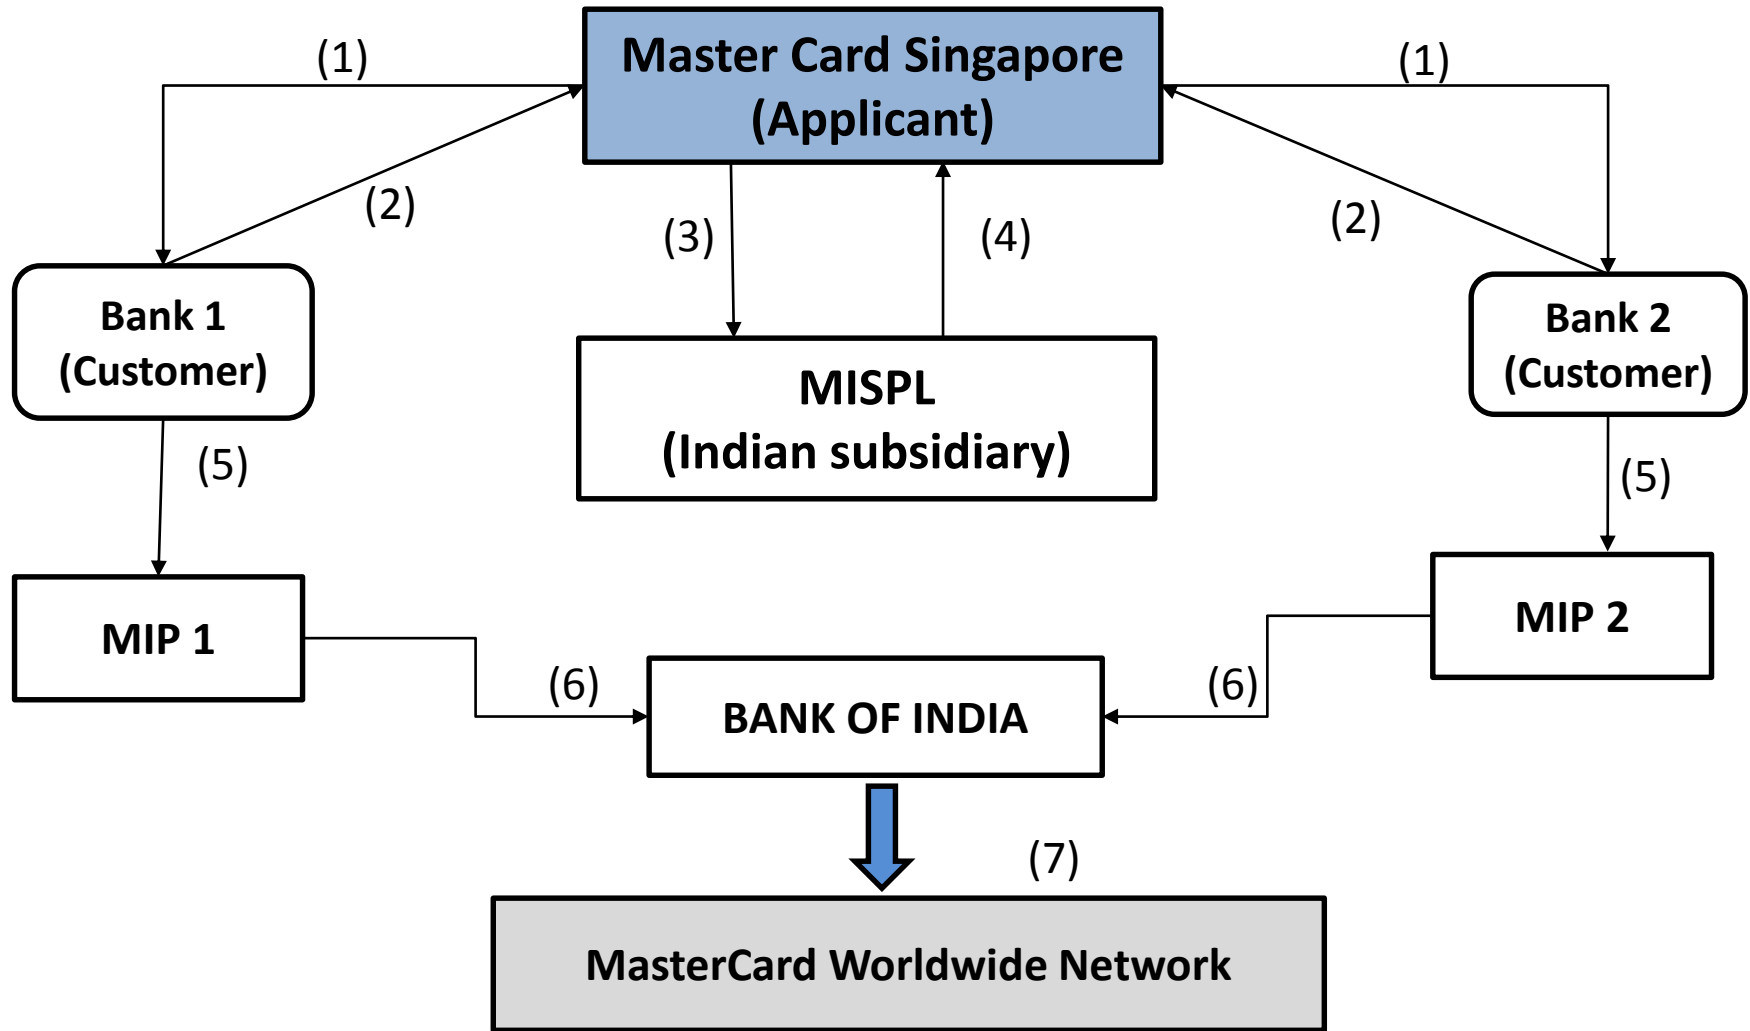 Master Card Singapore
(Applicant)
(1)
(1)
(2)
(2)
(3)
(4)
Bank 1
(Customer)
Bank 2
(Customer)
MISPL
(Indian subsidiary)
(5)
(5)
MIP 1
MIP 2
(6)
(6)
BANK OF INDIA
(7)
MasterCard Worldwide Network